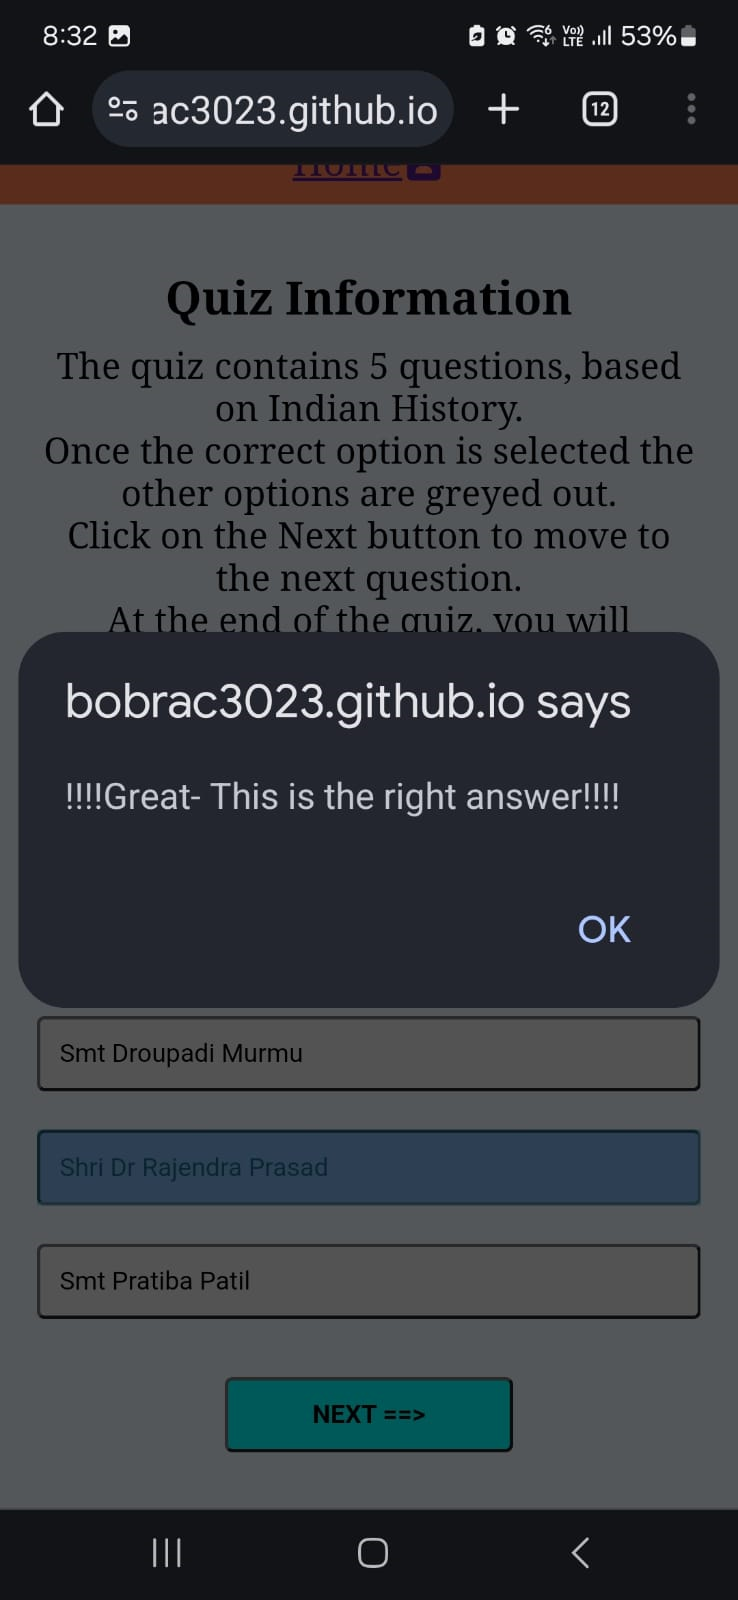 8:32
Vo)) LTE
53%
ac3023.github.io
12
Home
Quiz Information
The quiz contains 5 questions, based
on Indian History.
Once the correct option is selected the
other options are greyed out.
Click on the Next button to move to
the next question.
At the end of the quiz, you will
bobrac3023.github.io says
!!!!Great- This is the right answer!!!!
OK
Smt Droupadi Murmu
Shri Dr Rajendra Prasad
Smt Pratiba Patil
NEXT ==>